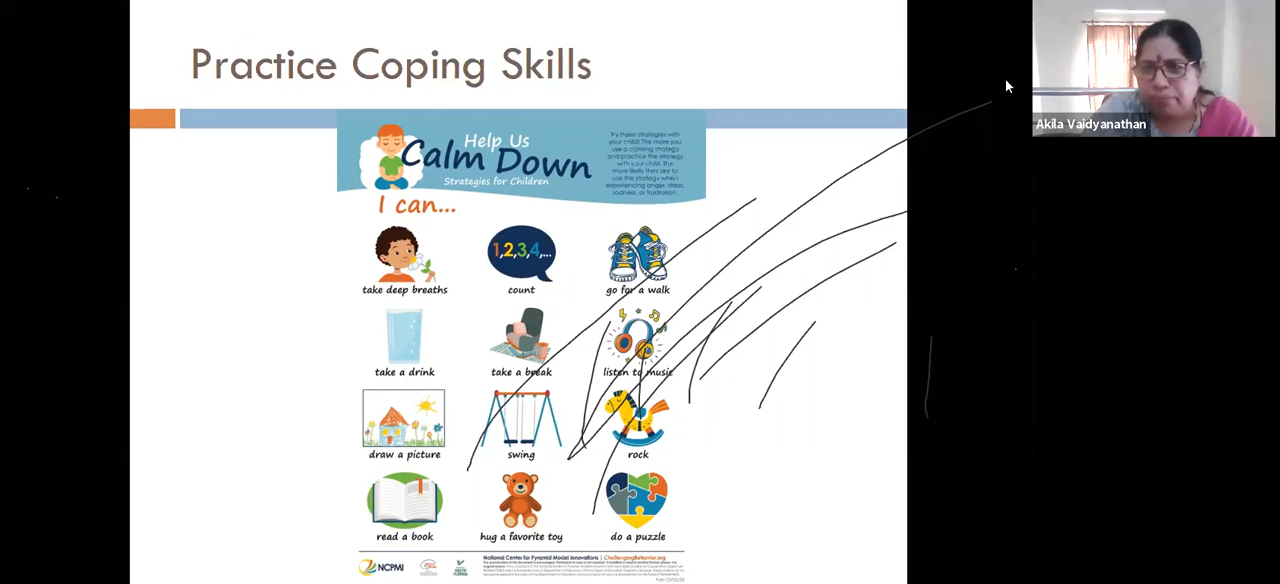 Practice Coping Skills
Akila Vaidyanathan
Help Us
Calm Down
Strategies for Children
Try these strategies with
your child! The more you
use a calming strategy
and practice the strategy
with your child, the
more likely they are to
use the strategy when
experiencing anger, stress,
sadness, or frustration.
I can...
1,2,3,4,...
take deep breaths
count
go for a walk
take a drink
take a break
listen to music
draw a picture
swing
rock
read a book
hug a favorite toy
do a puzzle
NCPMI
National Center for Pyramid Model Innovations | ChallengingBehavior.org